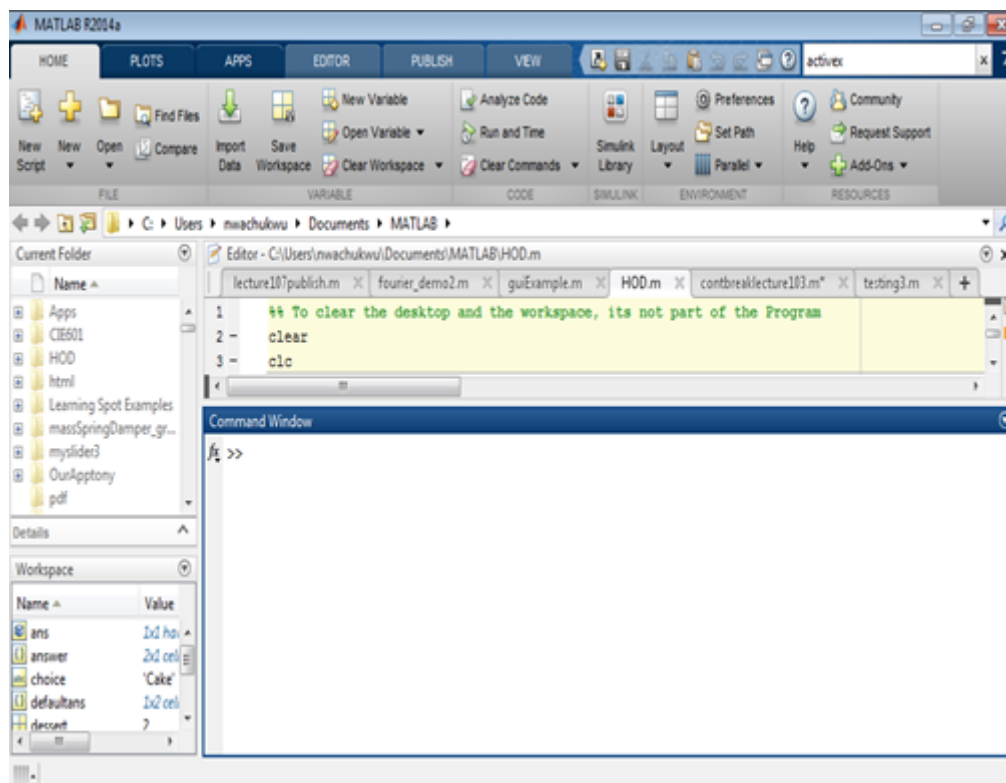 MATLAB R2014a
HOME PLOTS APPS EDITOR PUBLISH VIEW activex
New Script New Open Find Files Compare
Import Data Save Workspace New Variable Open Variable Clear Workspace
Analyze Code Run and Time Clear Commands
Simulink Library Layout Preferences Set Path Parallel
Help Community Request Support Add-Ons
FILE VARIABLE CODE SIMULINK ENVIRONMENT RESOURCES
C: Users nwachukwu Documents MATLAB
Current Folder
Name
Apps
CIE601
HOD
html
Learning Spot Examples
massSpringDamper_gr...
myslider3
OurApptony
pdf
Details
Workspace
Name Value
ans
answer
choice 'Cake'
defaultans
dessert 2
Editor - C:\Users\nwachukwu\Documents\MATLAB\HOD.m
lecture107publish.m fourier_demo2.m guiExample.m HOD.m contbreaklecture103.m* testing3.m +
1 %% To clear the desktop and the workspace, its not part of the Program
2 - clear
3 - clc
Command Window
fx >>